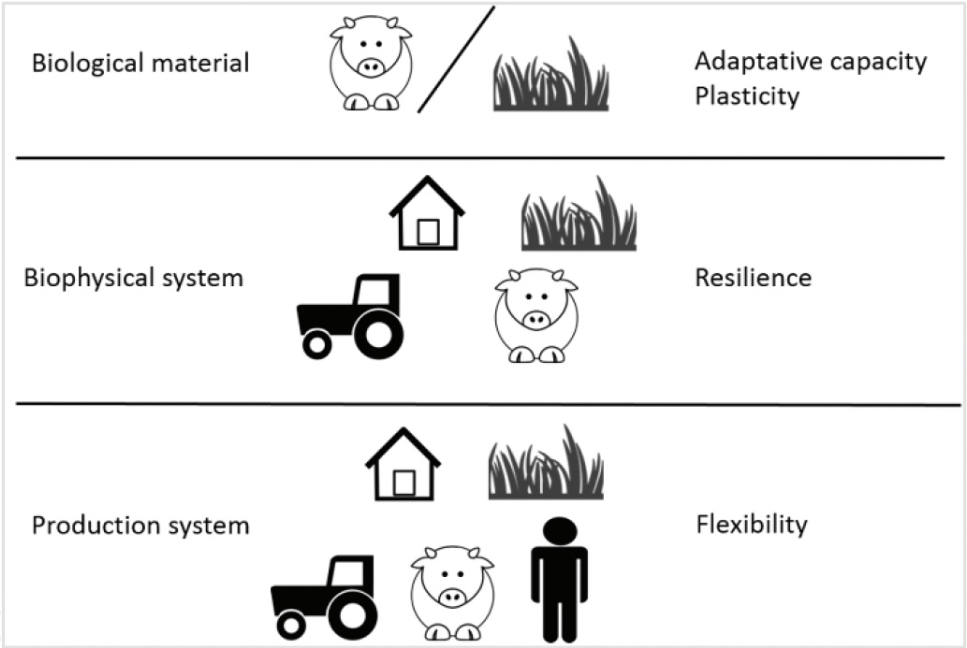 Biological material
Adaptative capacity
Plasticity
Biophysical system
Resilience
Production system
Flexibility